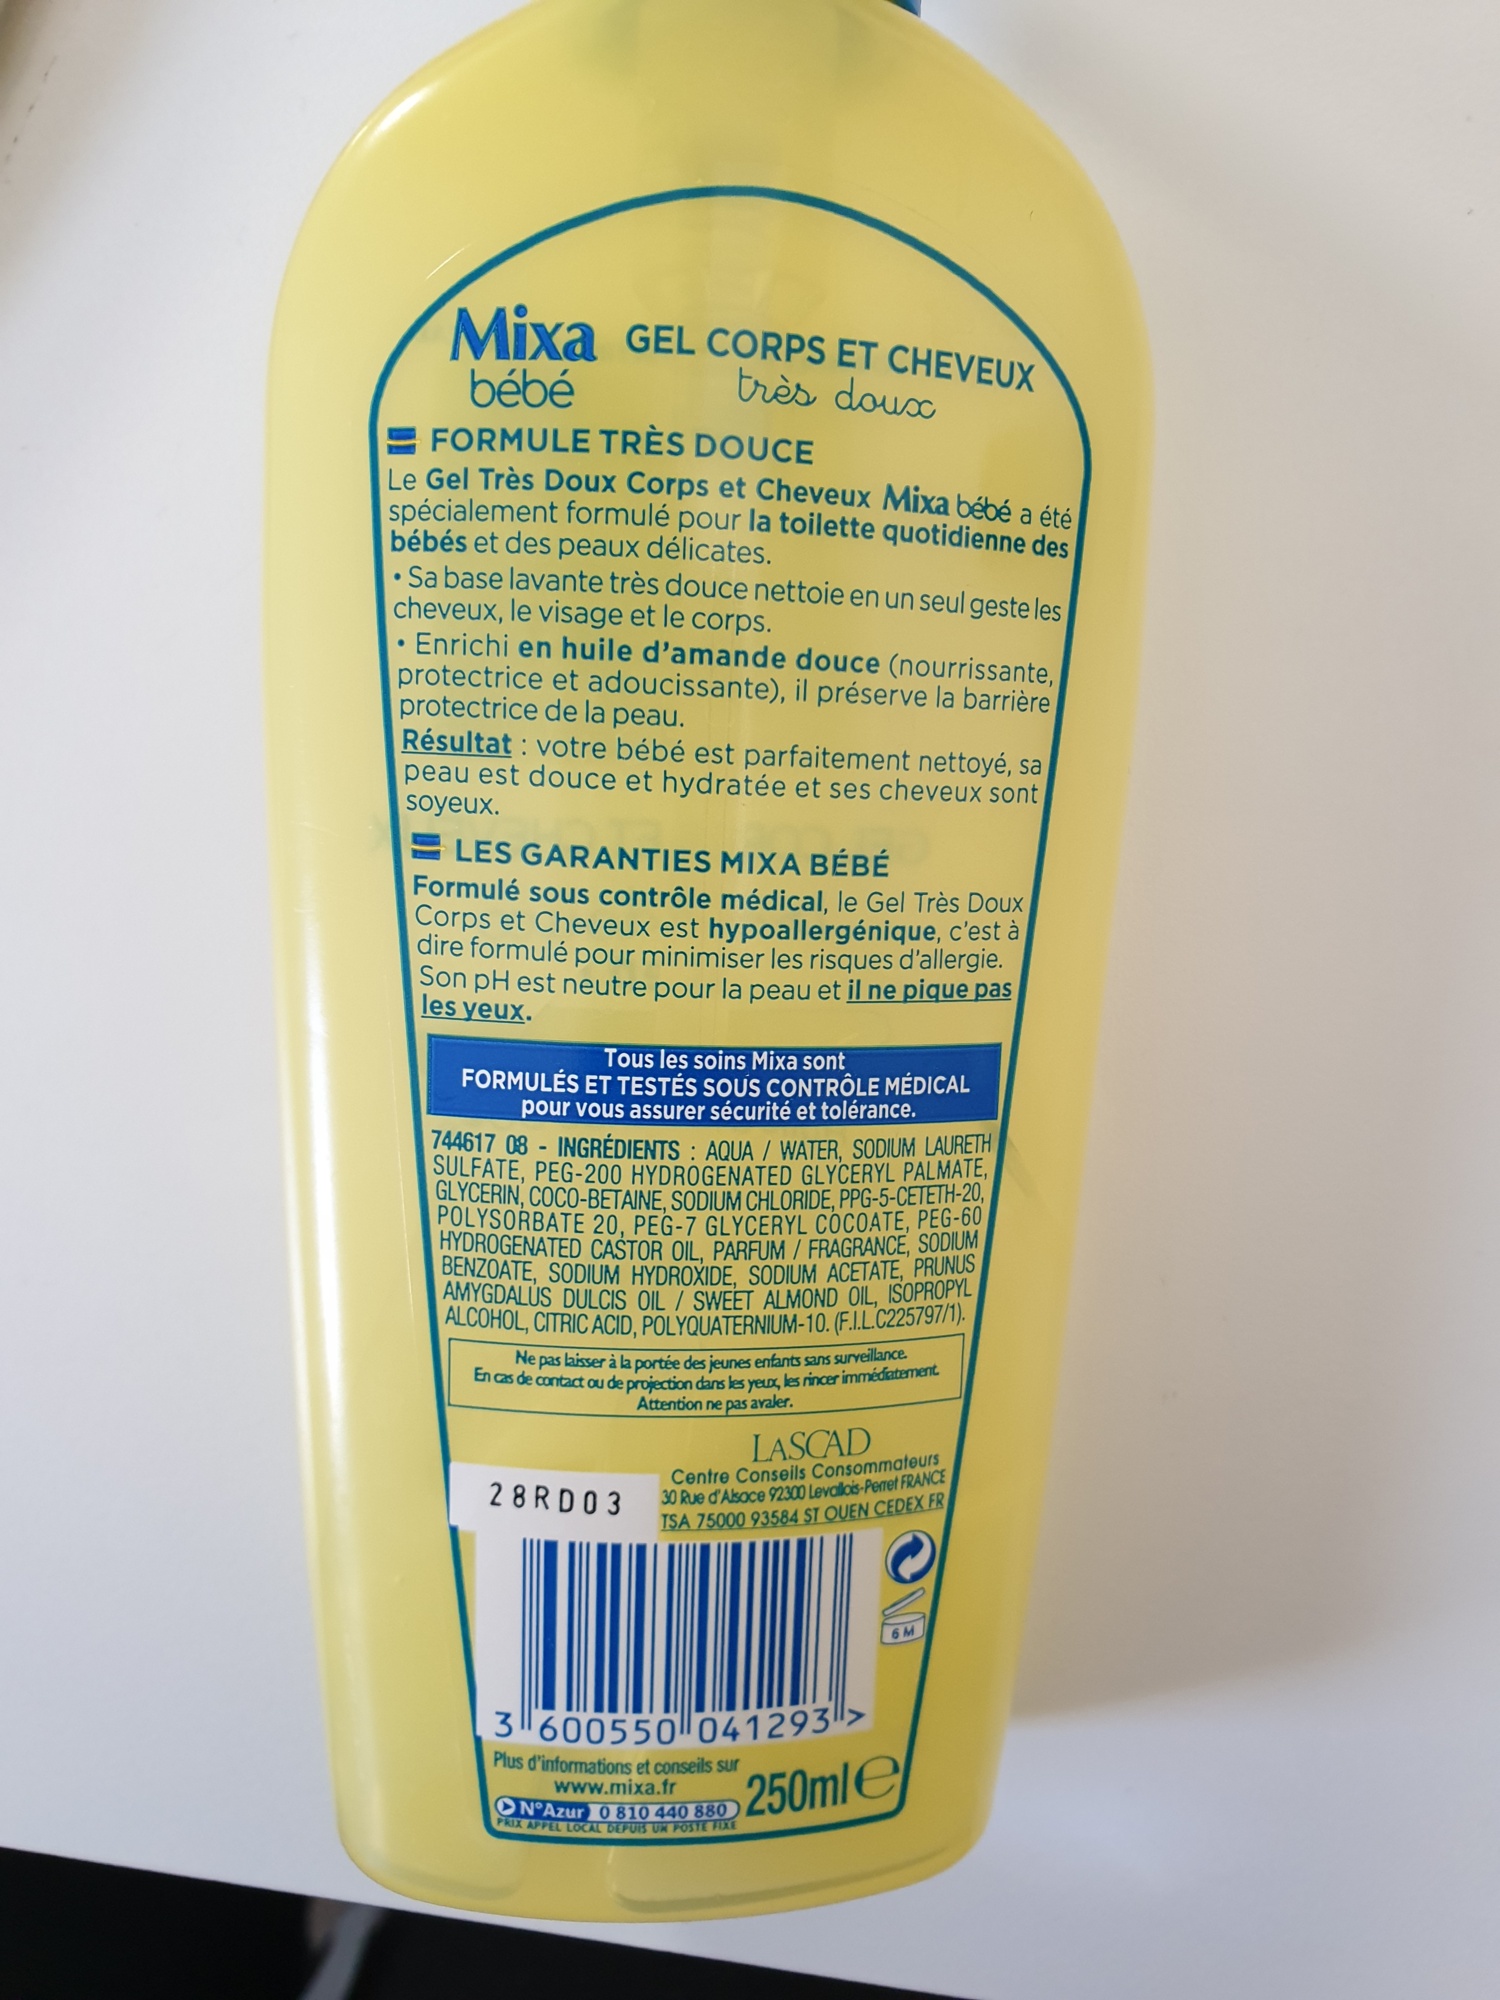 Mixa
bébé
GEL CORPS ET CHEVEUX
très doux
FORMULE TRÈS DOUCE
Le Gel Très Doux Corps et Cheveux Mixa bébé a été
spécialement formulé pour la toilette quotidienne des
bébés et des peaux délicates.
• Sa base lavante très douce nettoie en un seul geste les
cheveux, le visage et le corps.
• Enrichi en huile d'amande douce (nourrissante,
protectrice et adoucissante), il préserve la barrière
protectrice de la peau.
Résultat : votre bébé est parfaitement nettoyé, sa
peau est douce et hydratée et ses cheveux sont
soyeux.
LES GARANTIES MIXA BÉBÉ
Formulé sous contrôle médical, le Gel Très Doux
Corps et Cheveux est hypoallergénique, c'est à
dire formulé pour minimiser les risques d'allergie.
Son pH est neutre pour la peau et il ne pique pas
les yeux.
Tous les soins Mixa sont
FORMULÉS ET TESTÉS SOUS CONTRÔLE MÉDICAL
pour vous assurer sécurité et tolérance.
744617 08 - INGRÉDIENTS : AQUA / WATER, SODIUM LAURETH
SULFATE, PEG-200 HYDROGENATED GLYCERYL PALMATE,
GLYCERIN, COCO-BETAINE, SODIUM CHLORIDE, PPG-5-CETETH-20,
POLYSORBATE 20, PEG-7 GLYCERYL COCOATE, PEG-60
HYDROGENATED CASTOR OIL, PARFUM / FRAGRANCE, SODIUM
BENZOATE, SODIUM HYDROXIDE, SODIUM ACETATE, PRUNUS
AMYGDALUS DULCIS OIL / SWEET ALMOND OIL, ISOPROPYL
ALCOHOL, CITRIC ACID, POLYQUATERNIUM-10. (F.I.L.C225797/1).
Ne pas laisser à la portée des jeunes enfants sans surveillance.
En cas de contact ou de projection dans les yeux, les rincer immédiatement.
Attention ne pas avaler.
LASCAD
Centre Conseils Consommateurs
30 Rue d'Alsace 92300 Levallois-Perret FRANCE
TSA 75000 93584 ST OUEN CEDEX FR
28RD03
6 M
3 600550 041293 >
Plus d'informations et conseils sur
www.mixa.fr
N°Azur 0 810 440 880
PRIX APPEL LOCAL DEPUIS UN POSTE FIXE
250ml e